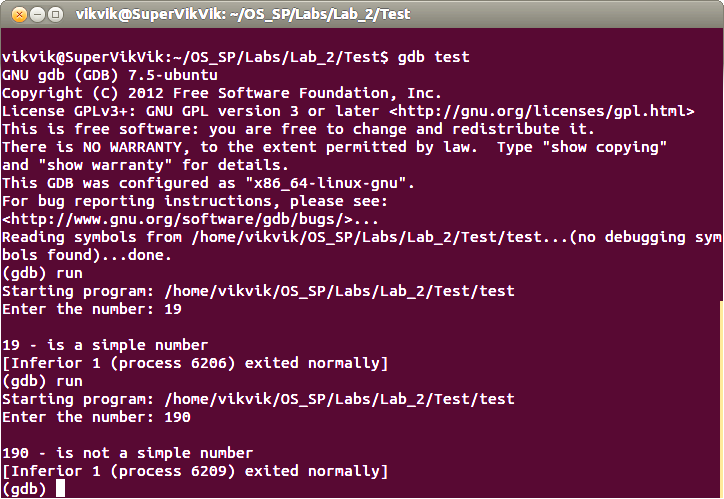 vikvik@SuperVikVik: ~/OS_SP/Labs/Lab_2/Test
vikvik@SuperVikVik:~/OS_SP/Labs/Lab_2/Test$ gdb test
GNU gdb (GDB) 7.5-ubuntu
Copyright (C) 2012 Free Software Foundation, Inc.
License GPLv3+: GNU GPL version 3 or later <http://gnu.org/licenses/gpl.html>
This is free software: you are free to change and redistribute it.
There is NO WARRANTY, to the extent permitted by law.  Type "show copying"
and "show warranty" for details.
This GDB was configured as "x86_64-linux-gnu".
For bug reporting instructions, please see:
<http://www.gnu.org/software/gdb/bugs/>...
Reading symbols from /home/vikvik/OS_SP/Labs/Lab_2/Test/test...(no debugging sym
bols found)...done.
(gdb) run
Starting program: /home/vikvik/OS_SP/Labs/Lab_2/Test/test
Enter the number: 19
19 - is a simple number
[Inferior 1 (process 6206) exited normally]
(gdb) run
Starting program: /home/vikvik/OS_SP/Labs/Lab_2/Test/test
Enter the number: 190
190 - is not a simple number
[Inferior 1 (process 6209) exited normally]
(gdb)